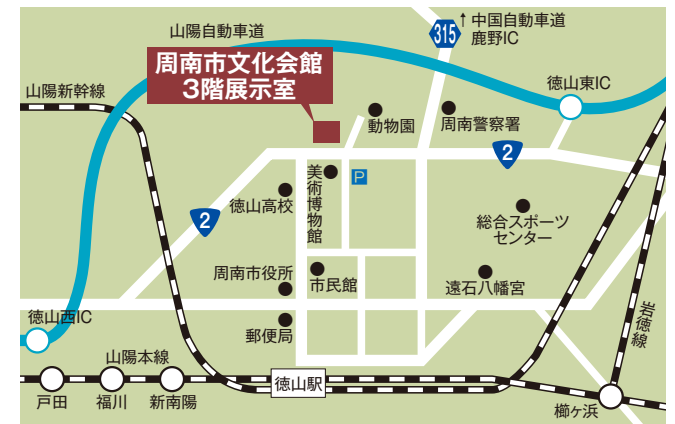 山陽自動車道
315
↑中国自動車道
鹿野IC
周南市文化会館
3階展示室
山陽新幹線
徳山東IC
動物園
周南警察署
2
美術博物館
P
徳山高校
2
総合スポーツ
センター
周南市役所
市民館
遠石八幡宮
徳山西IC
郵便局
岩徳線
山陽本線
徳山駅
戸田
福川
新南陽
櫛ヶ浜